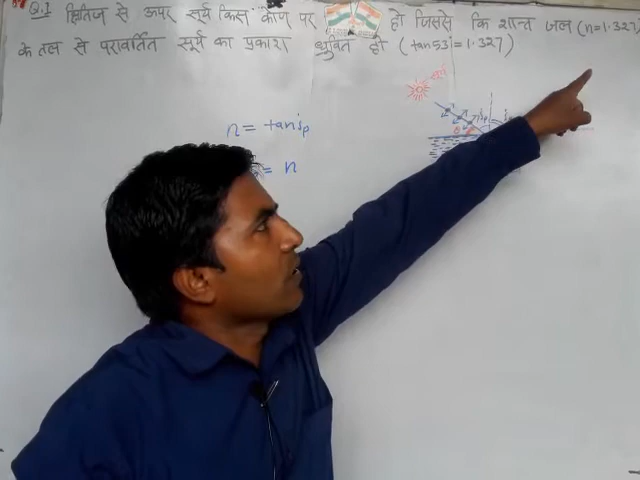 Q.1 क्षितिज से ऊपर सूर्य किस कोण पर हो जिससे कि शान्त जल (n=1.327)
के तल से परावर्तित सूर्य का प्रकाश ध्रुवित हो (tan53°=1.327)
सूर्य
n = tan ip
= n